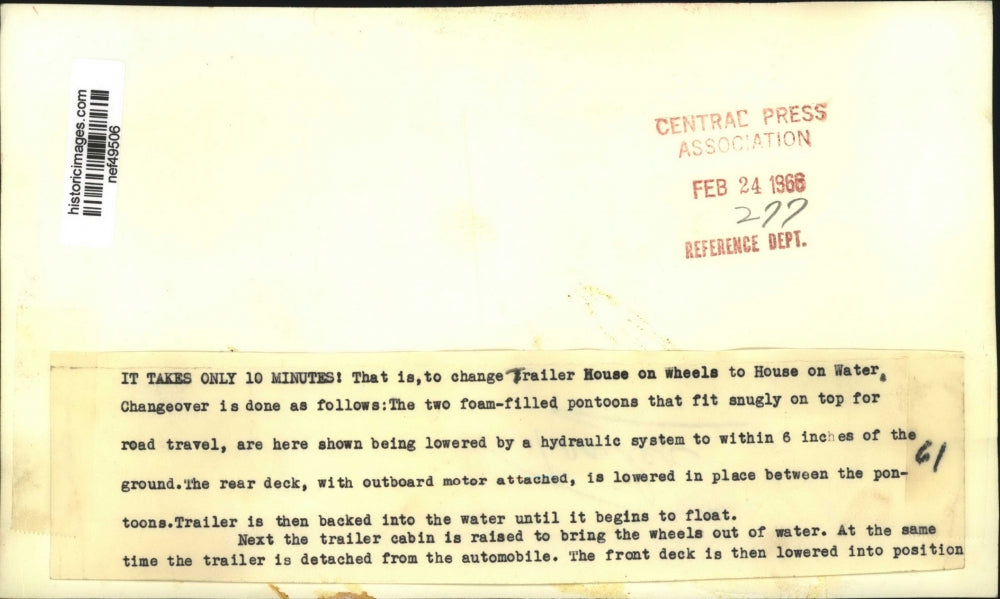 historicimages.com
nef49506
CENTRAL PRESS
ASSOCIATION
FEB 24 1966
277
REFERENCE DEPT.
IT TAKES ONLY 10 MINUTES! That is,to change Trailer House on wheels to House on Water.
Changeover is done as follows:The two foam-filled pontoons that fit snugly on top for
road travel, are here shown being lowered by a hydraulic system to within 6 inches of the
61
ground.The rear deck, with outboard motor attached, is lowered in place between the pon-
toons.Trailer is then backed into the water until it begins to float.
Next the trailer cabin is raised to bring the wheels out of water. At the same
time the trailer is detached from the automobile. The front deck is then lowered into position